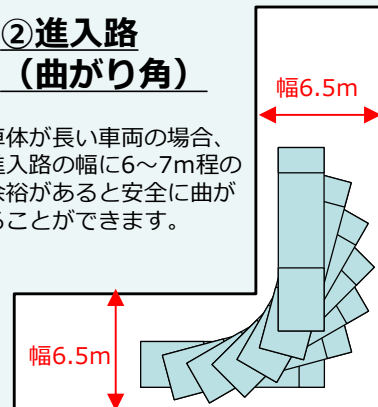 ②進入路
（曲がり角）
車体が長い車両の場合、
進入路の幅に6～7m程の
余裕があると安全に曲が
ることができます。
幅6.5m
幅6.5m